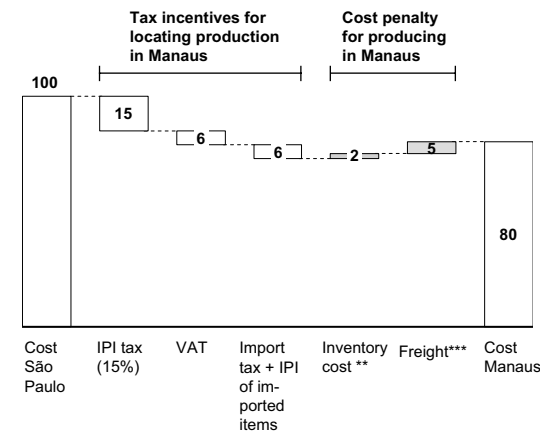 Tax incentives for
locating production
in Manaus
Cost penalty
for producing
in Manaus
100
15
6
6
2
5
80
Cost
São
Paulo
IPI tax
(15%)
VAT
Import
tax + IPI
of im-
ported
items
Inventory
cost **
Freight***
Cost
Manaus